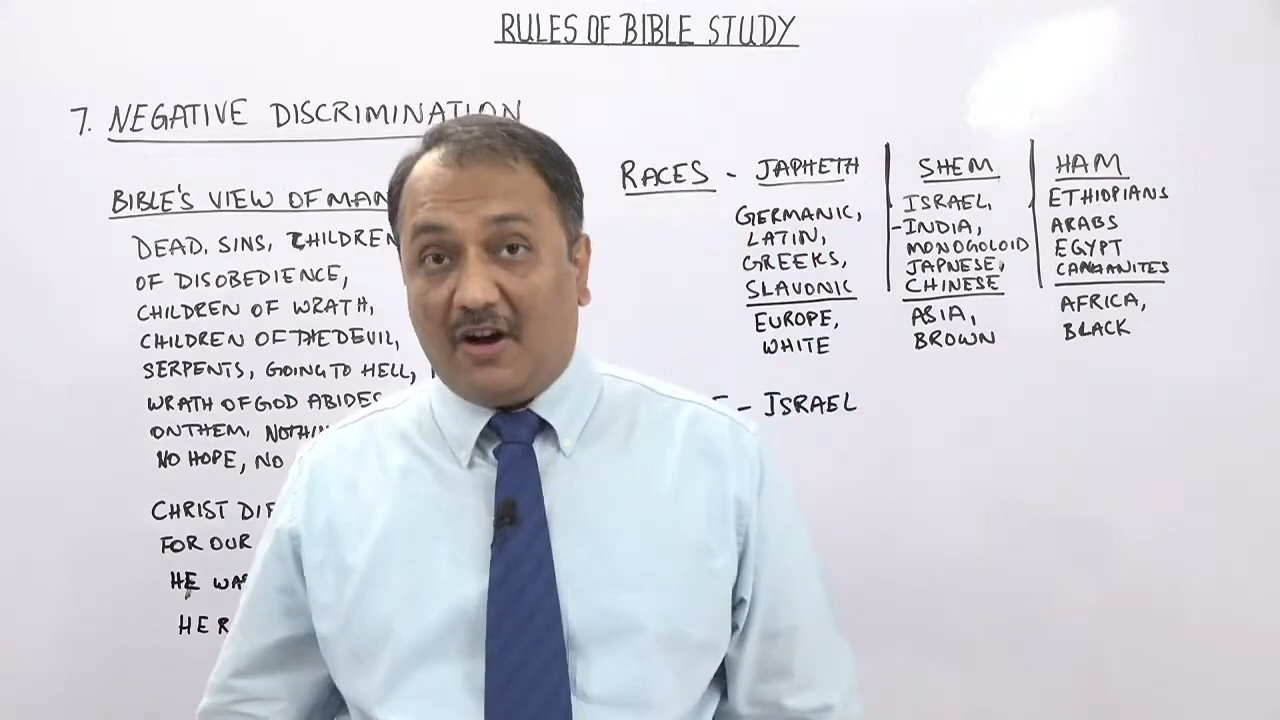 RULES OF BIBLE STUDY
7. NEGATIVE DISCRIMINATION
BIBLE'S VIEW OF MAN
DEAD, SINS, CHILDREN
OF DISOBEDIENCE,
CHILDREN OF WRATH,
CHILDREN OF THE DEVIL,
SERPENTS, GOING TO HELL,
WRATH OF GOD ABIDES
ON THEM,
NO HOPE, NO
CHRIST
FOR OUR
HE
RACES - JAPHETH
GERMANIC,
LATIN,
GREEKS,
SLAVONIC
EUROPE,
WHITE
SHEM
ISRAEL,
-INDIA,
MONOGOLOID
JAPNESE,
CHINESE
ASIA,
BROWN
HAM
ETHIOPIANS
ARABS
EGYPT
CANAANITES
AFRICA,
BLACK
- ISRAEL